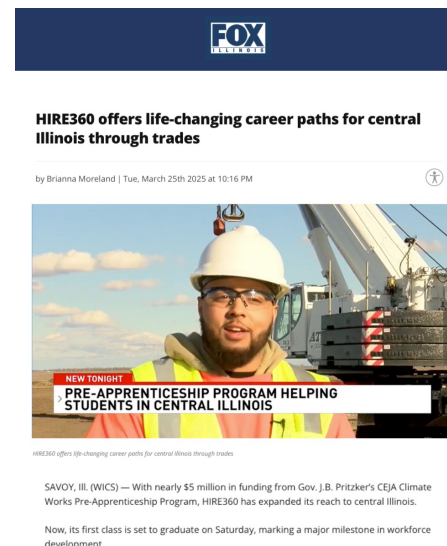 FOX
ILLINOIS
HIRE360 offers life-changing career paths for central
Illinois through trades
by Brianna Moreland | Tue, March 25th 2025 at 10:16 PM
NEW TONIGHT
PRE-APPRENTICESHIP PROGRAM HELPING
STUDENTS IN CENTRAL ILLINOIS
HIRE360 offers life-changing career paths for central Illinois through trades
SAVOY, Ill. (WICS) — With nearly $5 million in funding from Gov. J.B. Pritzker's CEJA Climate
Works Pre-Apprenticeship Program, HIRE360 has expanded its reach to central Illinois.
Now, its first class is set to graduate on Saturday, marking a major milestone in workforce
development